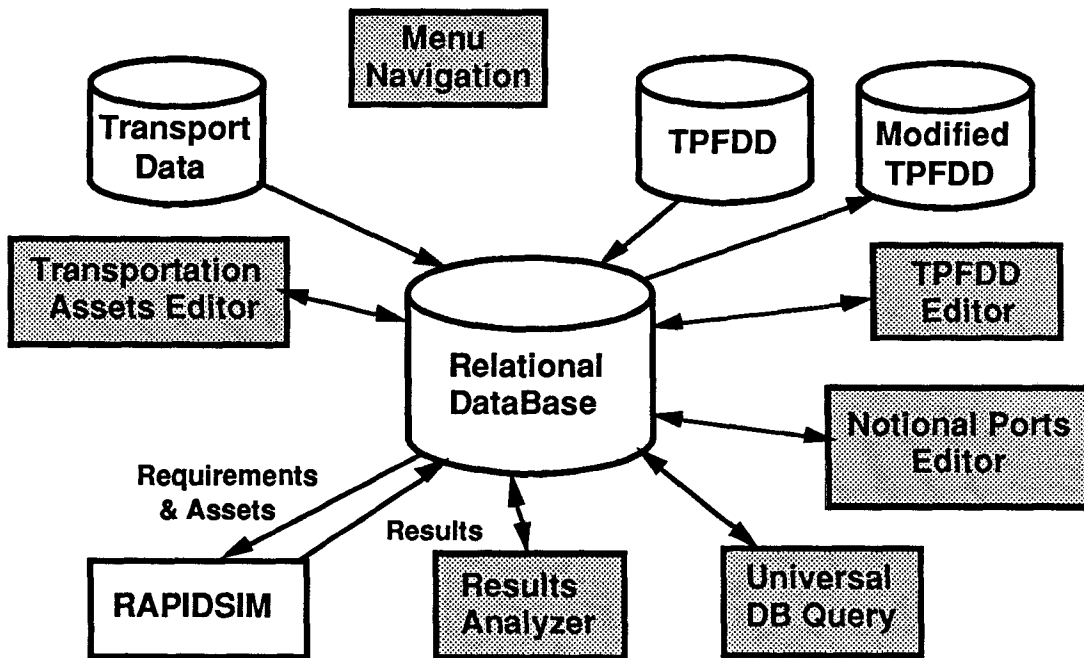 Menu
Navigation
Transport
Data
TPFDD
Modified
TPFDD
Transportation
Assets Editor
TPFDD
Editor
Relational
DataBase
Notional Ports
Editor
Requirements
& Assets
Results
RAPIDSIM
Results
Analyzer
Universal
DB Query